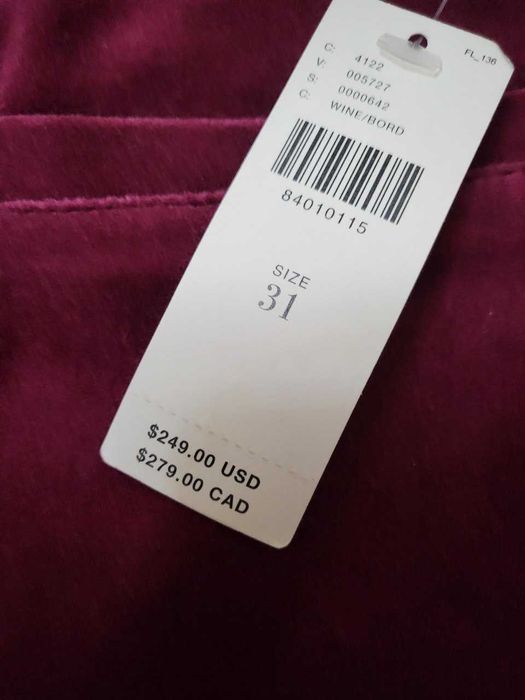 FL_136
C: 4122
V: 005727
S: 0000642
C: WINE/BORD
84010115
SIZE
31
$249.00 USD
$279.00 CAD